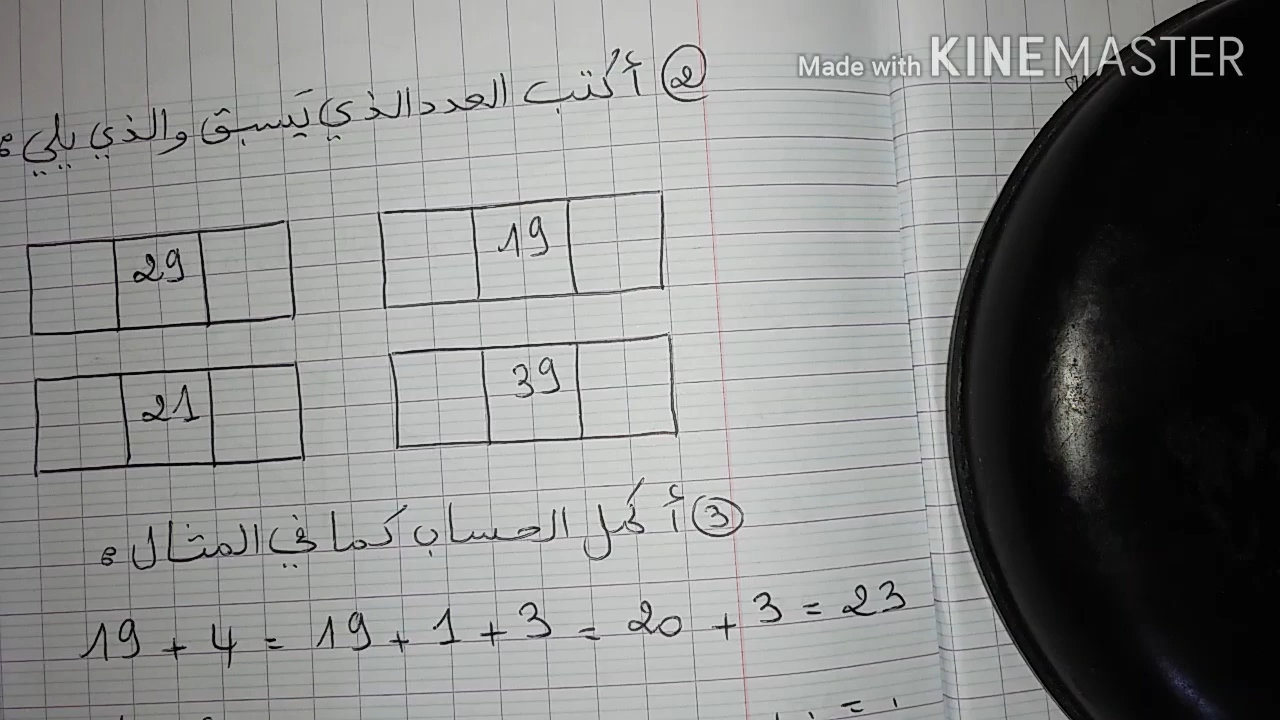 Made with KINEMASTER
② أكتب العدد الذي يسبق والذي يلي :
29 19
21 39
③ أكمل الحساب كما في المثال :
19 + 4 = 19 + 1 + 3 = 20 + 3 = 23